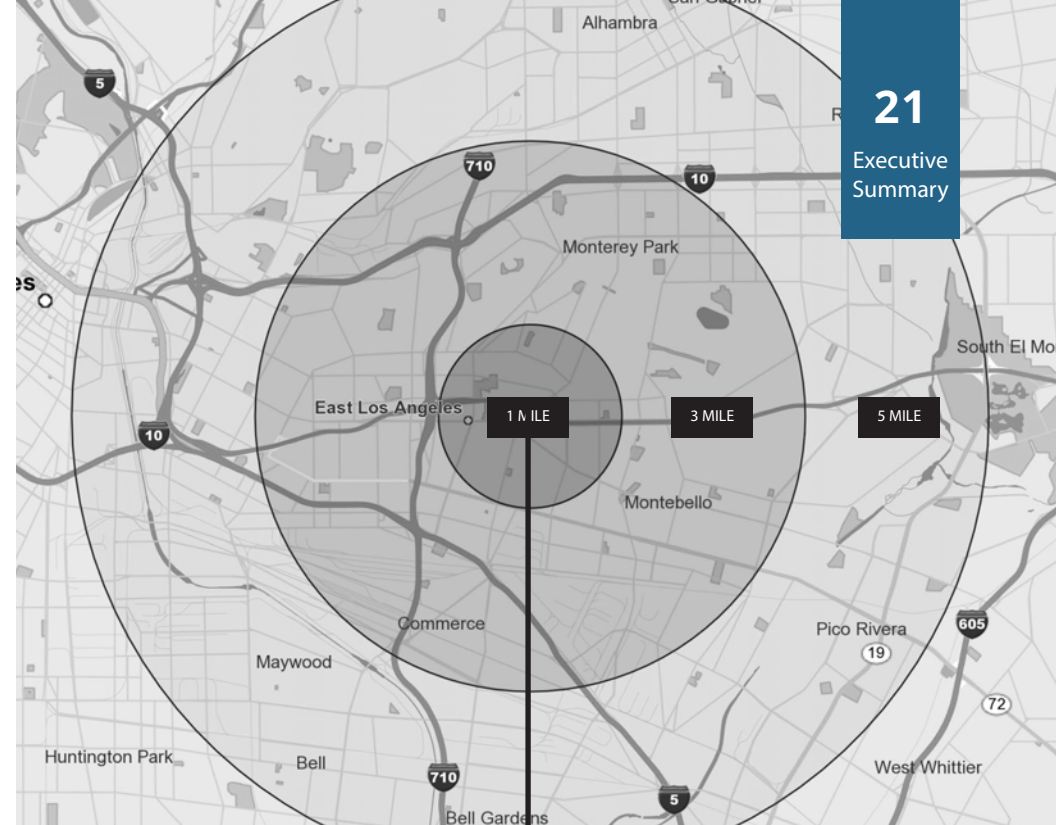 Alhambra
5
21
Executive
Summary
710
10
Monterey Park
South El Mo
East Los Angeles
1 MILE
3 MILE
5 MILE
10
Montebello
Commerce
Pico Rivera
605
19
Maywood
72
Huntington Park
Bell
West Whittier
710
5
Bell Gardens